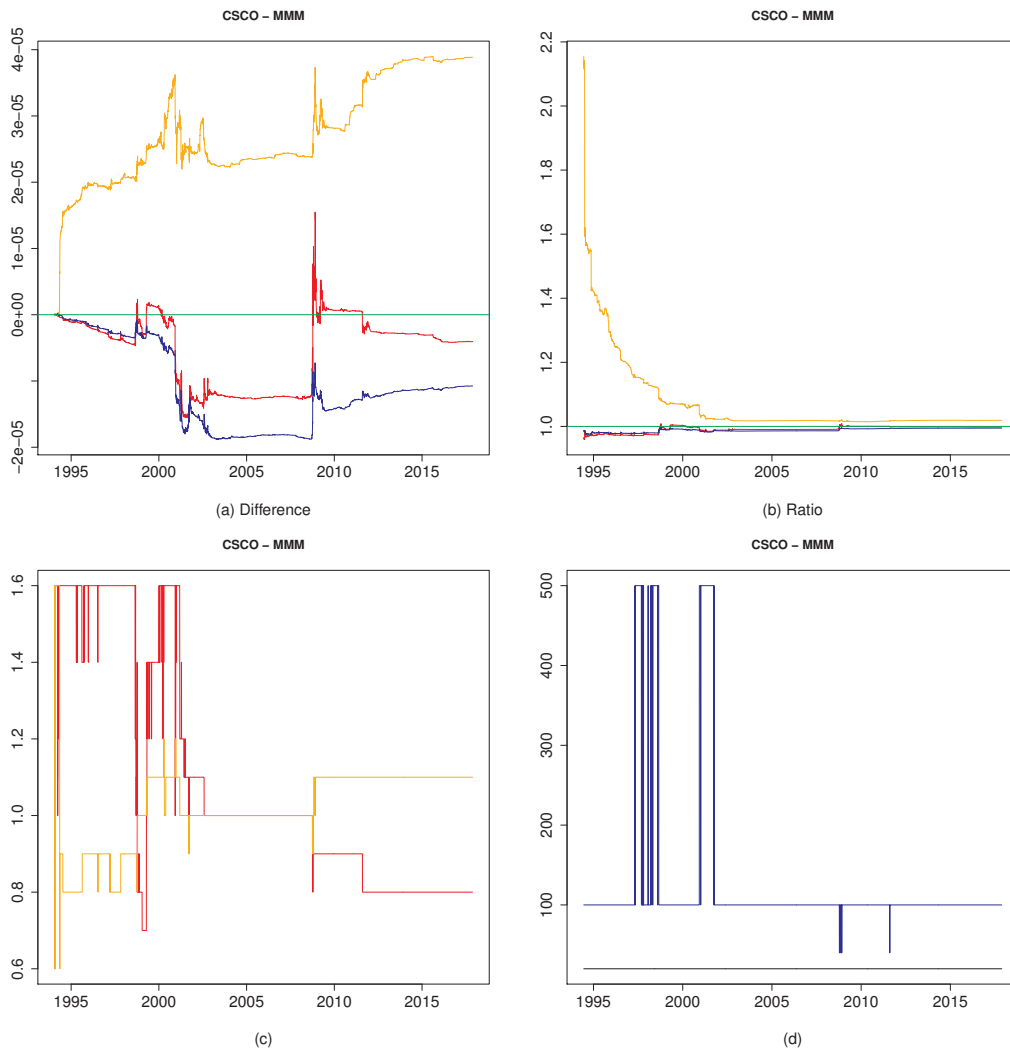 CSCO − MMM
4e−05
3e−05
2e−05
1e−05
0e+00
−2e−05
1995 2000 2005 2010 2015
(a) Difference
CSCO − MMM
2.2
2.0
1.8
1.6
1.4
1.2
1.0
1995 2000 2005 2010 2015
(b) Ratio
CSCO − MMM
1.6
1.4
1.2
1.0
0.8
0.6
1995 2000 2005 2010 2015
(c)
CSCO − MMM
500
400
300
200
100
1995 2000 2005 2010 2015
(d)